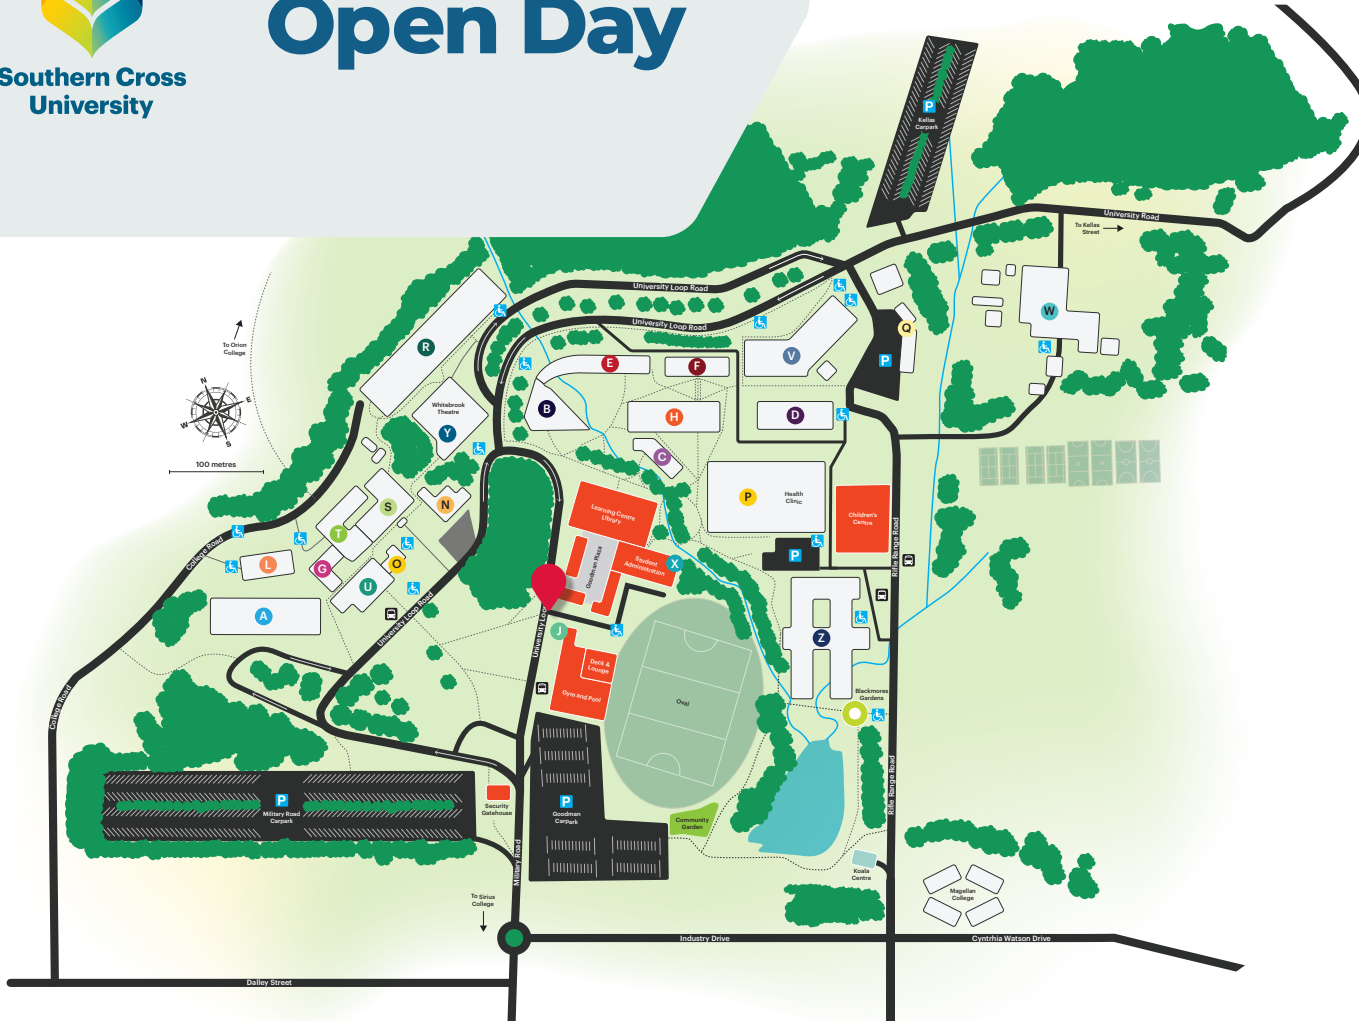 Open Day
Southern Cross
University
P
Kellas
Carpark
University Road
To Kellas
Street
University Loop Road
University Loop Road
To Orion
College
N
E
S
W
100 metres
R
Whitebrook
Theatre
Y
E
F
V
Q
P
W
B
H
D
C
P
Health
Clinic
S
N
T
G
O
L
U
A
Learning Centre
Library
Goodman Plaza
Student
Administration
X
Children's
Centre
P
Rifle Range Road
College Road
University Loop Road
University Loop
J
Deck &
Lounge
Gym and Pool
Oval
Z
Blackmores
Gardens
College Road
P
Military Road
Carpark
Security
Gatehouse
P
Goodman
CarPark
Community
Garden
Rifle Range Road
Military Road
Koala
Centre
Magellan
College
To Sirius
College
Industry Drive
Cynthia Watson Drive
Dalley Street